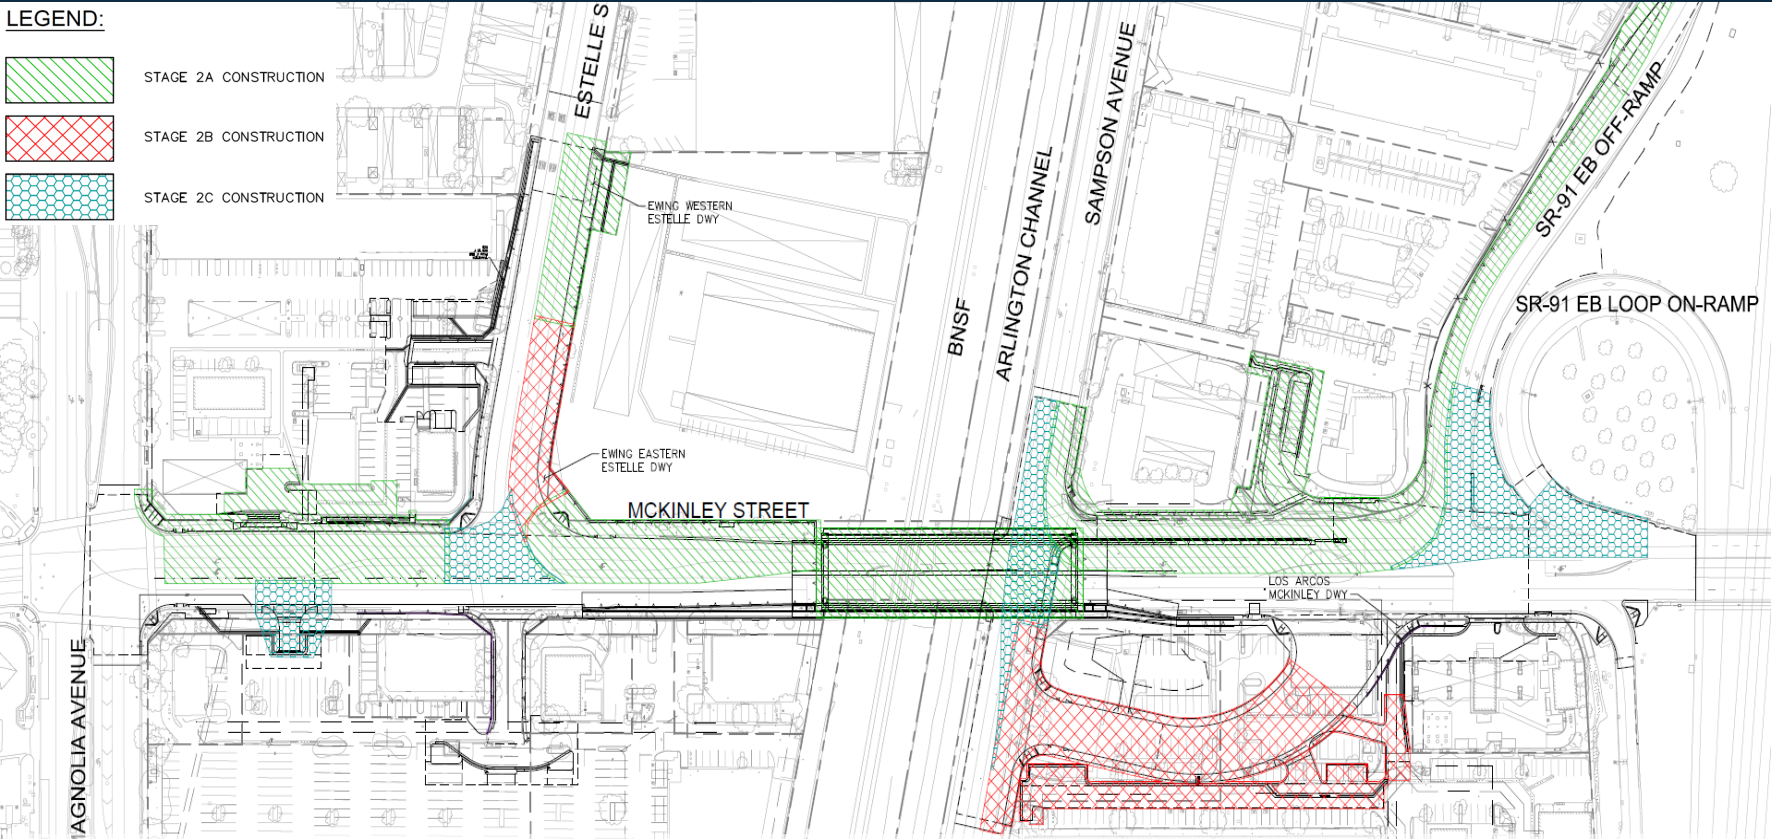 LEGEND:
STAGE 2A CONSTRUCTION
STAGE 2B CONSTRUCTION
STAGE 2C CONSTRUCTION
ESTELLE S
EWING WESTERN
ESTELLE DWY
EWING EASTERN
ESTELLE DWY
MCKINLEY STREET
BNSF
ARLINGTON CHANNEL
SAMPSON AVENUE
SR-91 EB OFF-RAMP
SR-91 EB LOOP ON-RAMP
LOS ARCOS
MCKINLEY DWY
AGNOLIA AVENUE